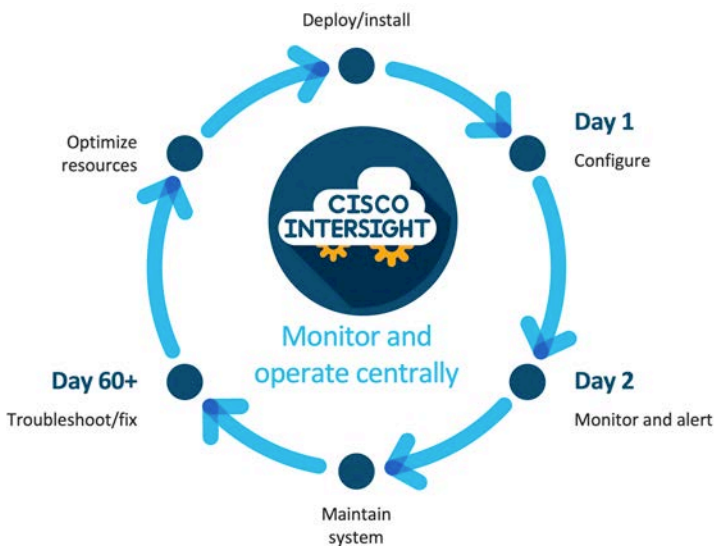 Deploy/install
Day 1
Configure
Optimize
resources
CISCO
INTERSIGHT
Monitor and
operate centrally
Day 2
Monitor and alert
Day 60+
Troubleshoot/fix
Maintain
system